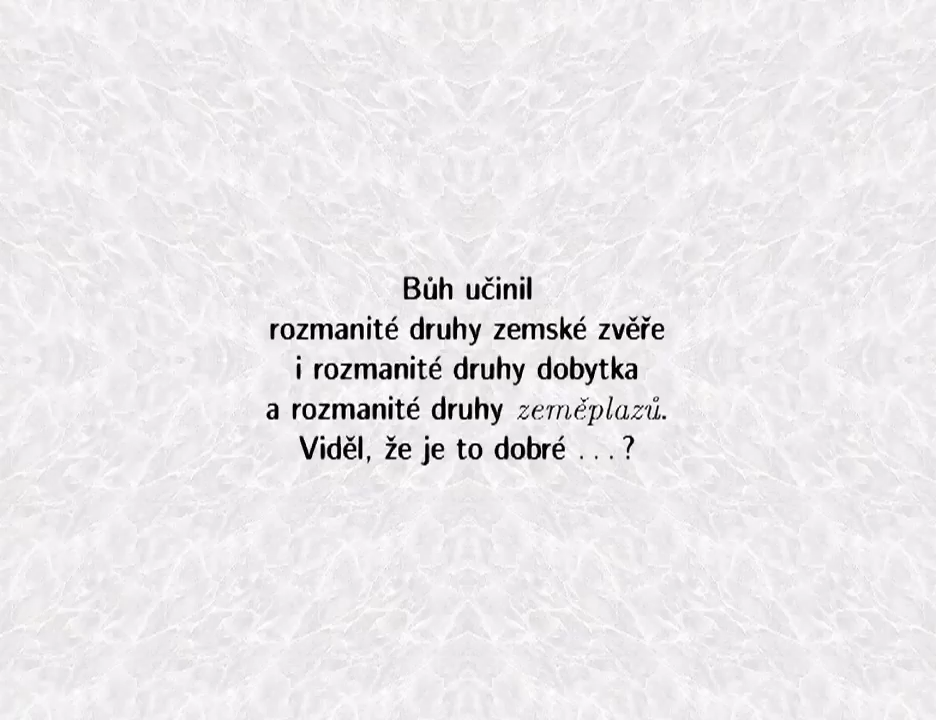 Bůh učinil
rozmanité druhy zemské zvěře
i rozmanité druhy dobytka
a rozmanité druhy zeměplazů.
Viděl, že je to dobré ...?